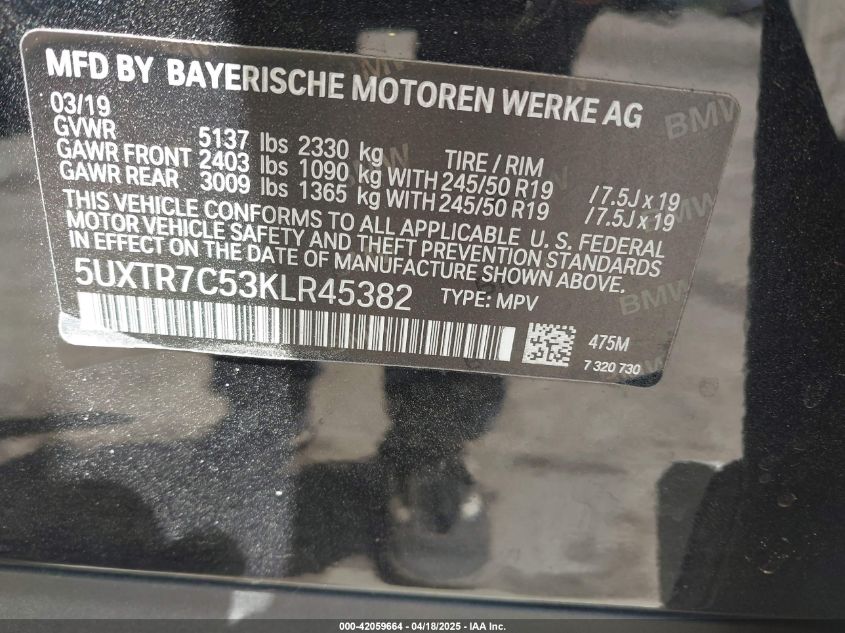 MFD BY BAYERISCHE MOTOREN WERKE AG
03/19
GVWR 5137 lbs 2330 kg TIRE / RIM
GAWR FRONT 2403 lbs 1090 kg WITH 245/50 R19 / 7.5J x 19
GAWR REAR 3009 lbs 1365 kg WITH 245/50 R19 / 7.5J x 19
THIS VEHICLE CONFORMS TO ALL APPLICABLE U. S. FEDERAL
MOTOR VEHICLE SAFETY AND THEFT PREVENTION STANDARDS
IN EFFECT ON THE DATE OF MANUFACTURE SHOWN ABOVE.
5UXTR7C53KLR45382 TYPE: MPV
475M
7 320 730
BMW
BMW
BMW
000-42059664 / 04/18/2025 - IAA Inc.